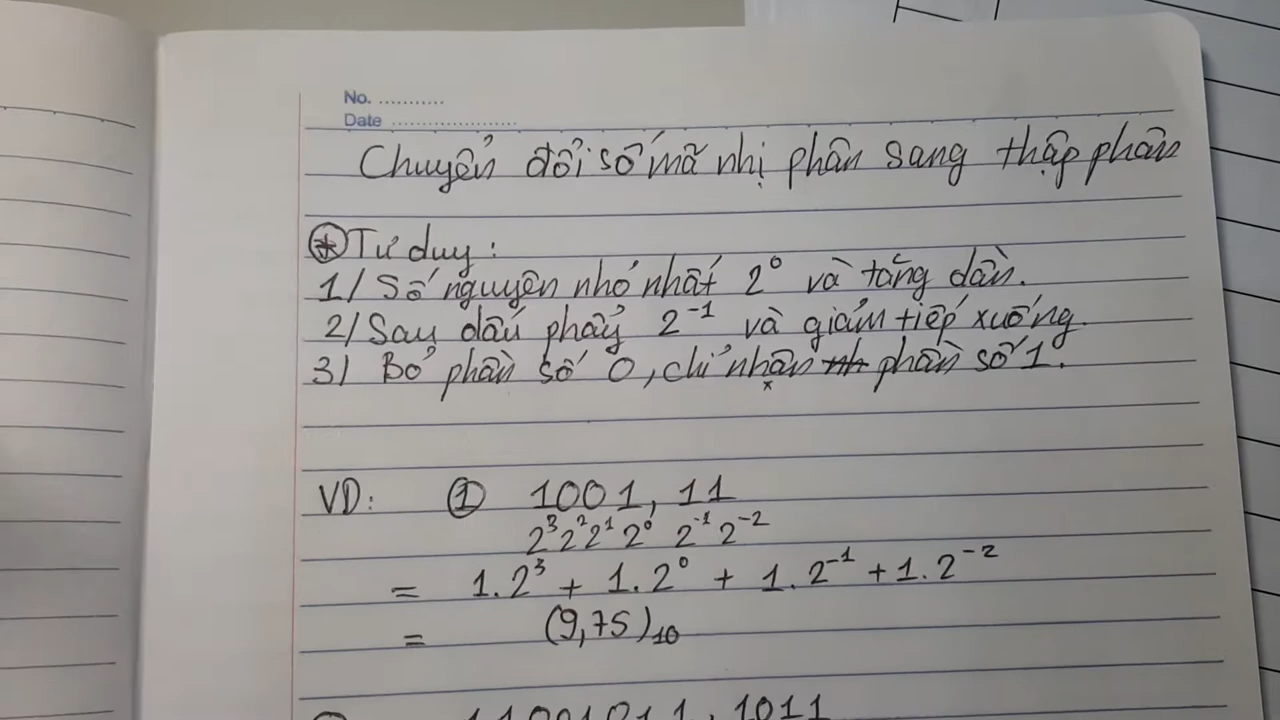 No. ...........
Date .....................
Chuyển đổi số mã nhị phân sang thập phân
⊛ Tư duy:
1/ Số nguyên nhỏ nhất 2⁰ và tăng dần.
2/ Sau dấu phẩy 2⁻¹ và giảm tiếp xuống.
3/ Bỏ phần số 0, chỉ nhận phần số 1.
VD: ① 1001, 11
2³2²2¹2⁰ 2⁻¹2⁻²
= 1.2³ + 1.2⁰ + 1.2⁻¹ + 1.2⁻²
= (9,75)₁₀
11001011, 1011